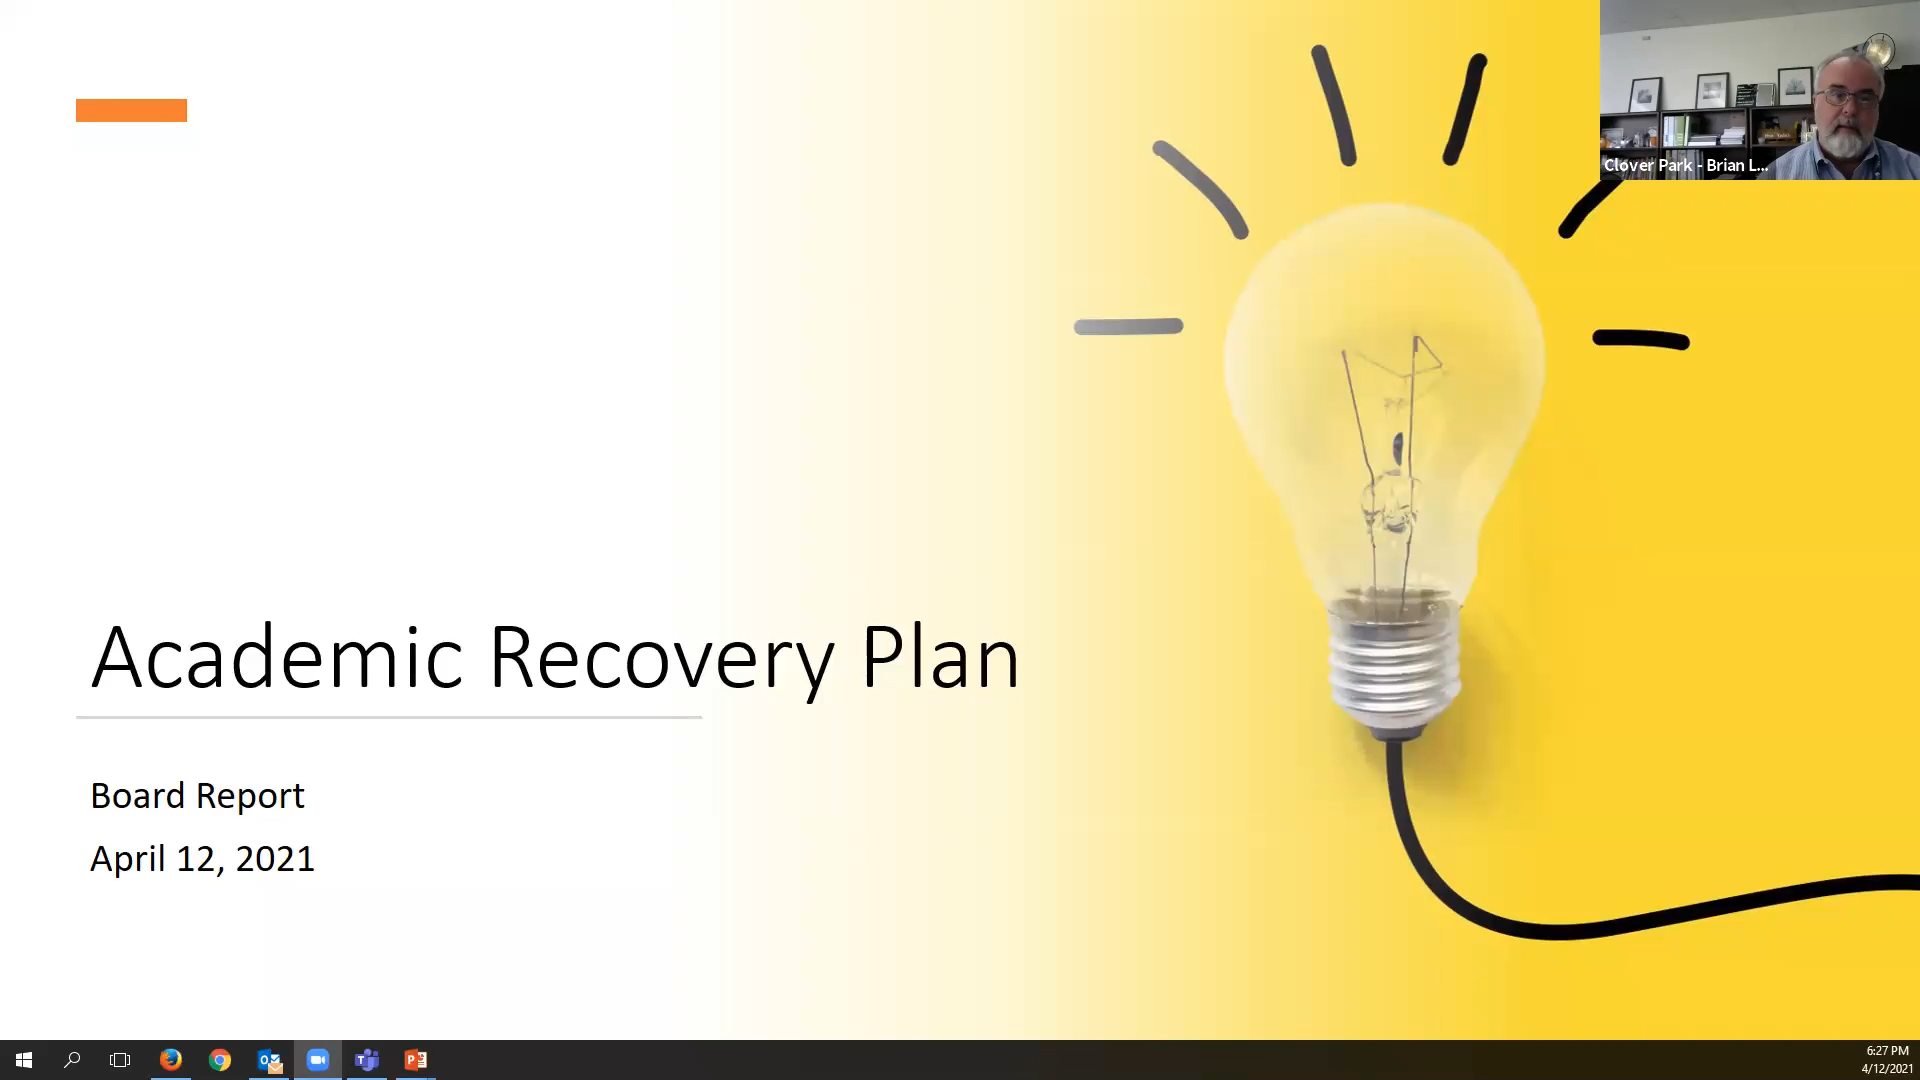 Clover Park - Brian L...
Academic Recovery Plan
Board Report
April 12, 2021
6:27 PM
4/12/2021